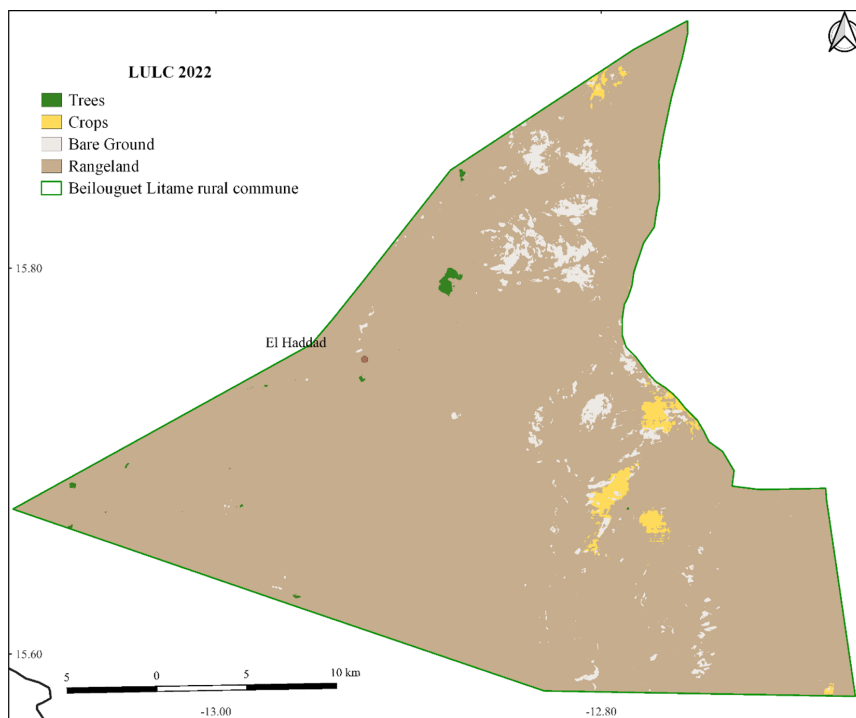 LULC 2022
Trees
Crops
Bare Ground
Rangeland
Beilouguet Litame rural commune
15.80
El Haddad
15.60
5 0 5 10 km
-13.00 -12.80